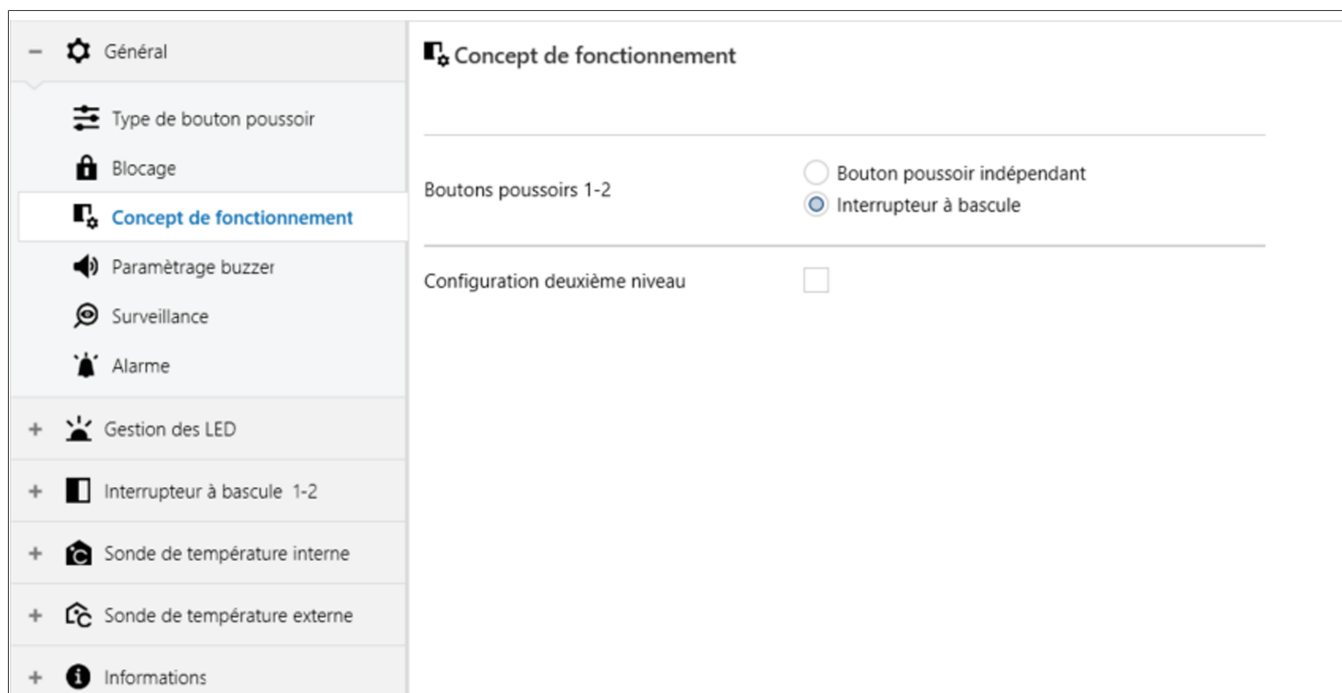 Général
Type de bouton poussoir
Blocage
Concept de fonctionnement
Paramètrage buzzer
Surveillance
Alarme
Gestion des LED
Interrupteur à bascule 1-2
Sonde de température interne
Sonde de température externe
Informations
Concept de fonctionnement
Boutons poussoirs 1-2
Bouton poussoir indépendant
Interrupteur à bascule
Configuration deuxième niveau